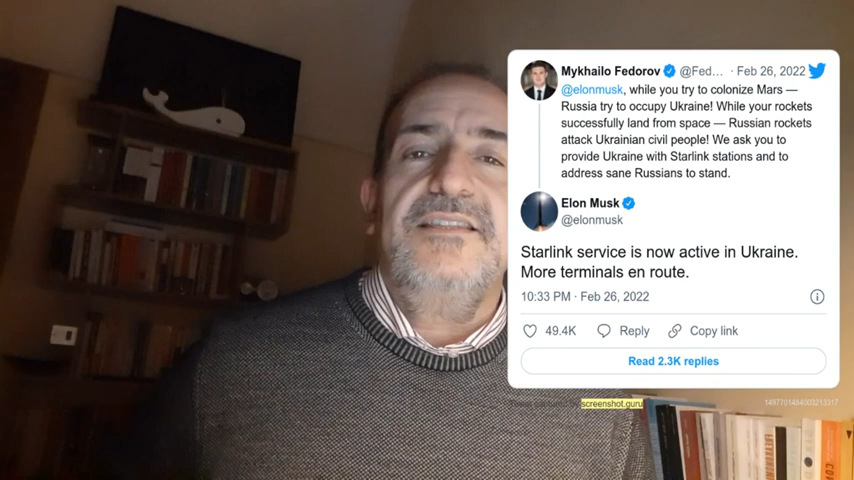 Mykhailo Fedorov @Fed... · Feb 26, 2022
@elonmusk, while you try to colonize Mars —
Russia try to occupy Ukraine! While your rockets
successfully land from space — Russian rockets
attack Ukrainian civil people! We ask you to
provide Ukraine with Starlink stations and to
address sane Russians to stand.
Elon Musk
@elonmusk
Starlink service is now active in Ukraine.
More terminals en route.
10:33 PM · Feb 26, 2022
49.4K Reply Copy link
Read 2.3K replies
screenshot.guru